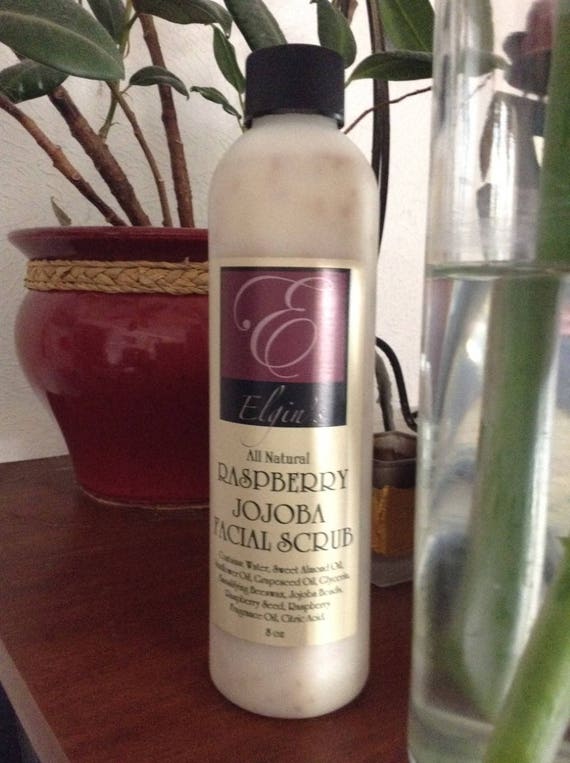 E
Elgin's
All Natural
RASPBERRY
JOJOBA
FACIAL SCRUB
Contains: Water, Sweet Almond Oil,
Sunflower Oil, Grapeseed Oil, Glycerin,
Emulsifying Beeswax, Jojoba Beads,
Raspberry Seed, Raspberry
Fragrance Oil, Citric Acid.
8 oz